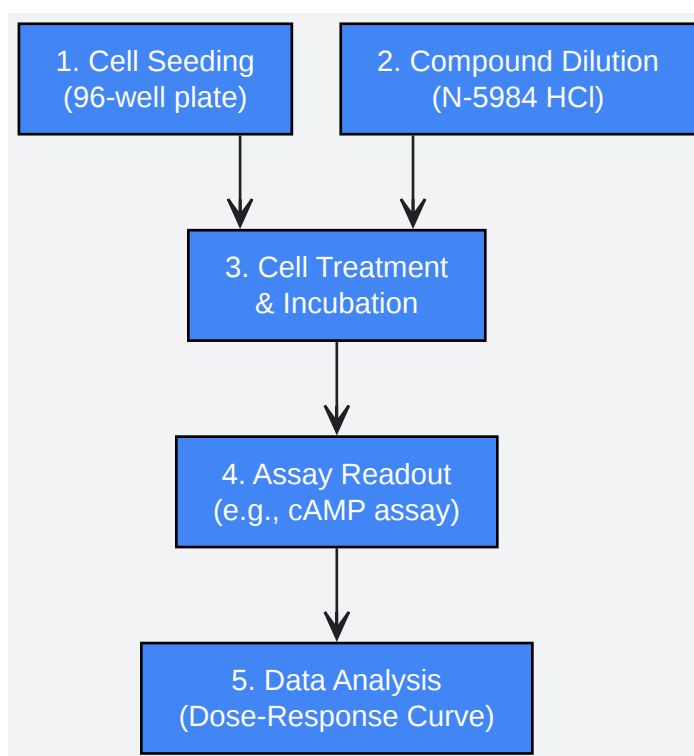 1. Cell Seeding
(96-well plate)
2. Compound Dilution
(N-5984 HCl)
3. Cell Treatment
& Incubation
4. Assay Readout
(e.g., cAMP assay)
5. Data Analysis
(Dose-Response Curve)